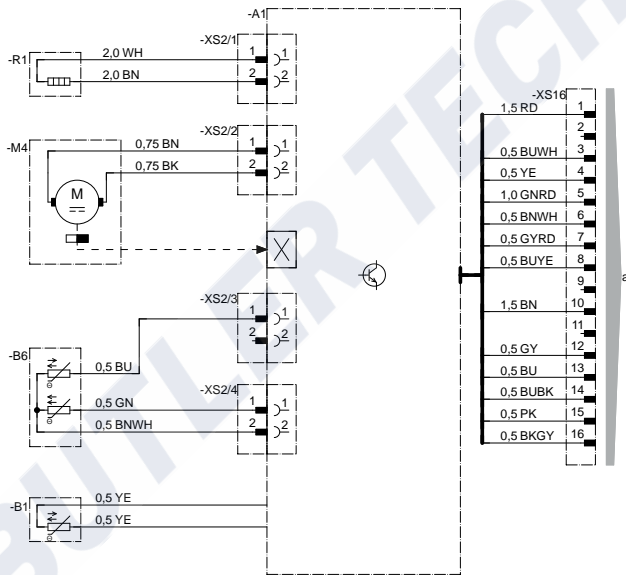 -A1
-XS2/1
-R1
2,0 WH
1 1
2,0 BN
2 2
-XS2/2
-M4
0,75 BN
1 1
0,75 BK
2 2
M
-XS2/3
1 1
2 2
-B6
0,5 BU
-XS2/4
0,5 GN
1 1
0,5 BNWH
2 2
-B1
0,5 YE
0,5 YE
-XS16
1,5 RD 1
2
0,5 BUWH 3
0,5 YE 4
1,0 GNRD 5
0,5 BNWH 6
0,5 GYRD 7
0,5 BUYE 8
9
1,5 BN 10
11
0,5 GY 12
0,5 BU 13
0,5 BUBK 14
0,5 PK 15
0,5 BKGY 16
a
BUTLER TECH